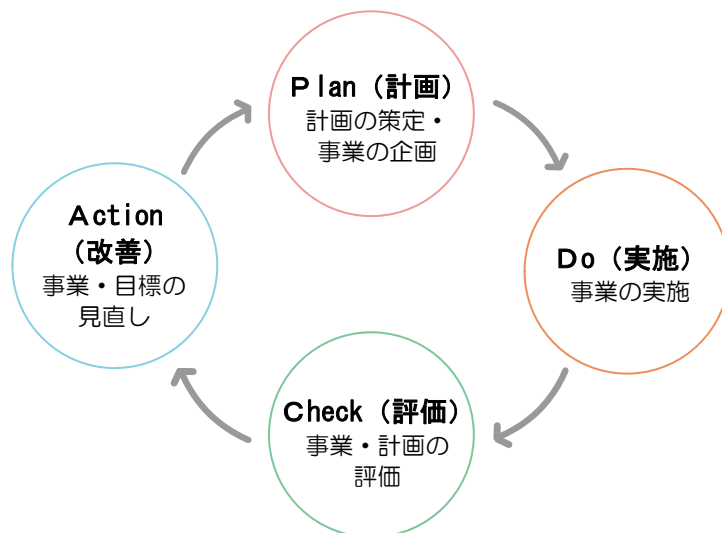 Plan（計画）
計画の策定・
事業の企画
Do（実施）
事業の実施
Check（評価）
事業・計画の
評価
Action
（改善）
事業・目標の
見直し